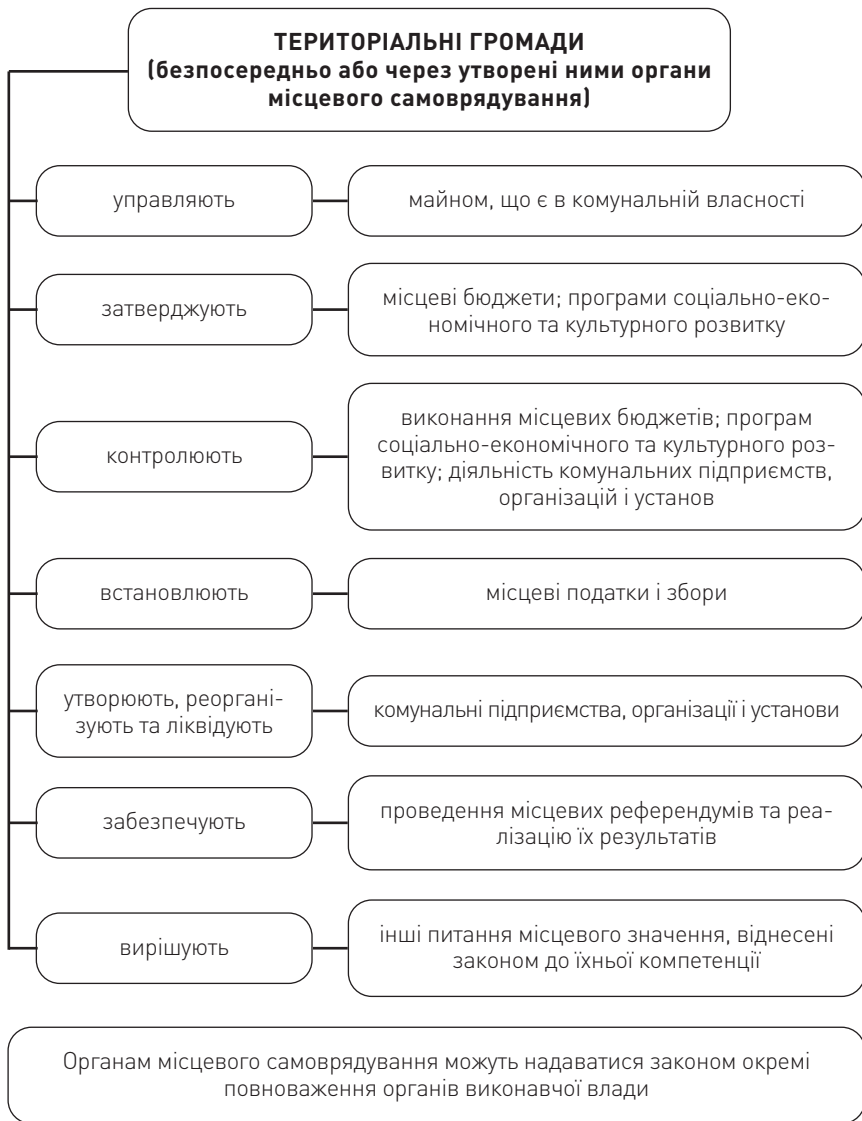 ТЕРИТОРІАЛЬНІ ГРОМАДИ
(безпосередньо або через утворені ними органи
місцевого самоврядування)
управляють
майном, що є в комунальній власності
затверджують
місцеві бюджети; програми соціально-еко-
номічного та культурного розвитку
контролюють
виконання місцевих бюджетів; програм
соціально-економічного та культурного роз-
витку; діяльність комунальних підприємств,
організацій і установ
встановлюють
місцеві податки і збори
утворюють, реоргані-
зують та ліквідують
комунальні підприємства, організації і установи
забезпечують
проведення місцевих референдумів та реа-
лізацію їх результатів
вирішують
інші питання місцевого значення, віднесені
законом до їхньої компетенції
Органам місцевого самоврядування можуть надаватися законом окремі
повноваження органів виконавчої влади